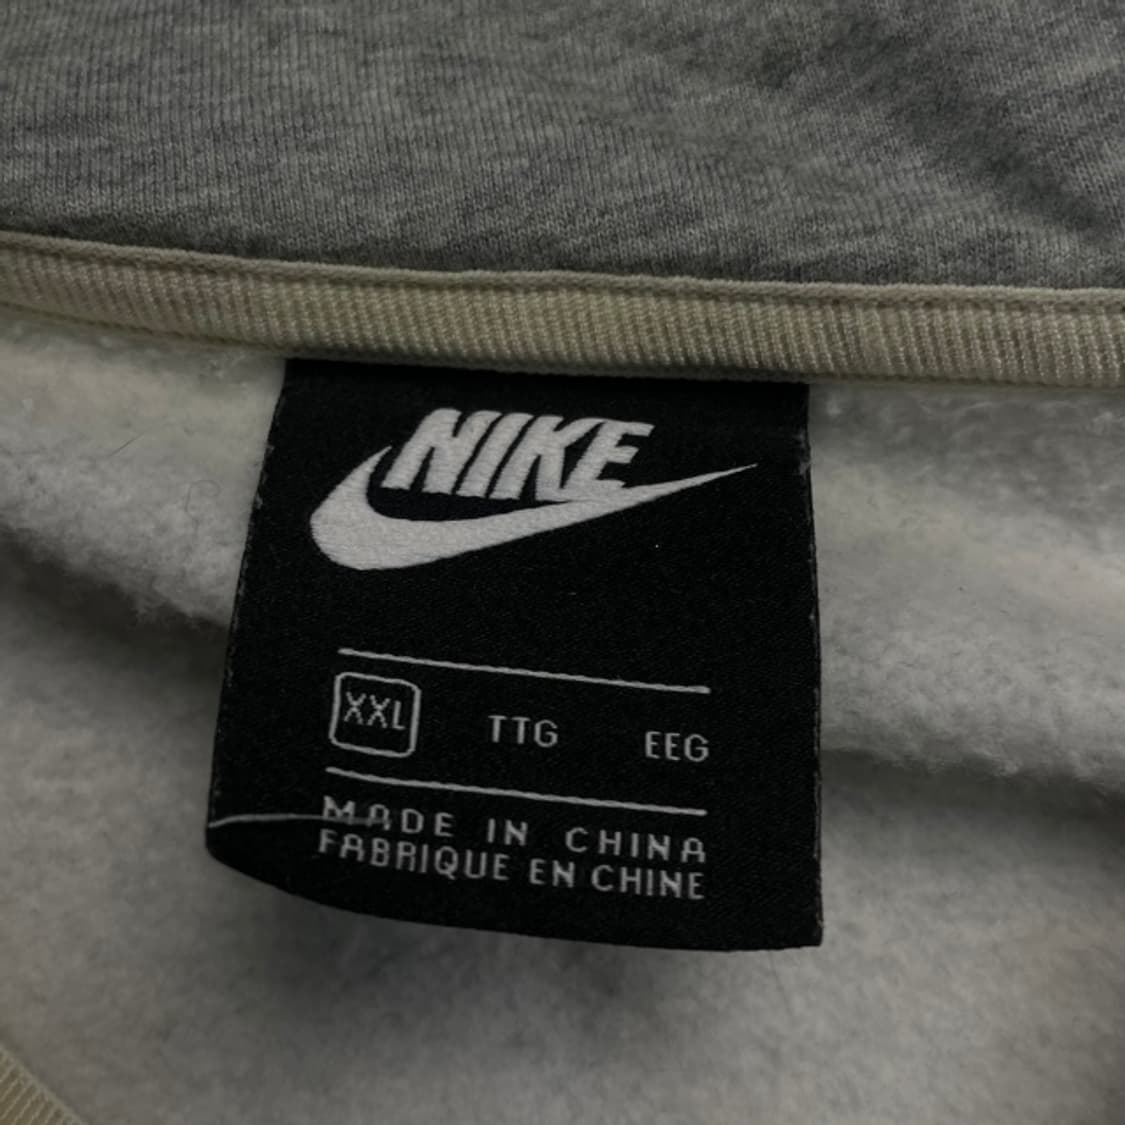 NIKE
XXL TTG EEG
MADE IN CHINA
FABRIQUE EN CHINE